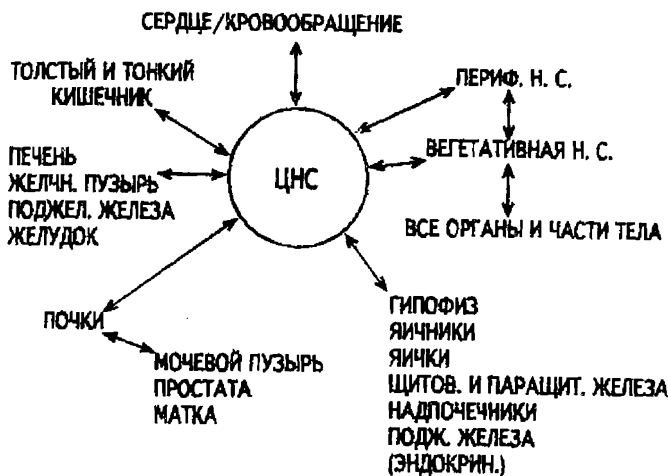 СЕРДЦЕ/КРОВООБРАЩЕНИЕ
ТОЛСТЫЙ И ТОНКИЙ
КИШЕЧНИК
ПЕРИФ. Н. С.
ВЕГЕТАТИВНАЯ Н. С.
ВСЕ ОРГАНЫ И ЧАСТИ ТЕЛА
ЦНС
ПЕЧЕНЬ
ЖЕЛЧН. ПУЗЫРЬ
ПОДЖЕЛ. ЖЕЛЕЗА
ЖЕЛУДОК
ПОЧКИ
МОЧЕВОЙ ПУЗЫРЬ
ПРОСТАТА
МАТКА
ГИПОФИЗ
ЯИЧНИКИ
ЯИЧКИ
ЩИТОВ. И ПАРАЩИТ. ЖЕЛЕЗА
НАДПОЧЕЧНИКИ
ПОДЖ. ЖЕЛЕЗА
(ЭНДОКРИН.)